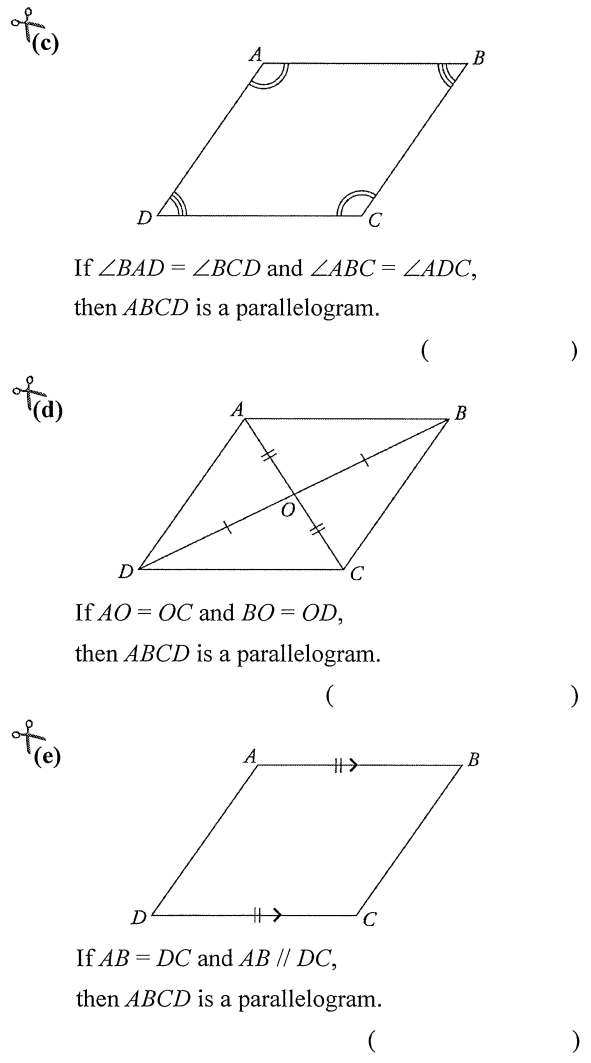 (c)
A B
D C
If ∠BAD = ∠BCD and ∠ABC = ∠ADC,
then ABCD is a parallelogram.
( )
(d)
A B
O
D C
If AO = OC and BO = OD,
then ABCD is a parallelogram.
( )
(e)
A B
D C
If AB = DC and AB // DC,
then ABCD is a parallelogram.
( )